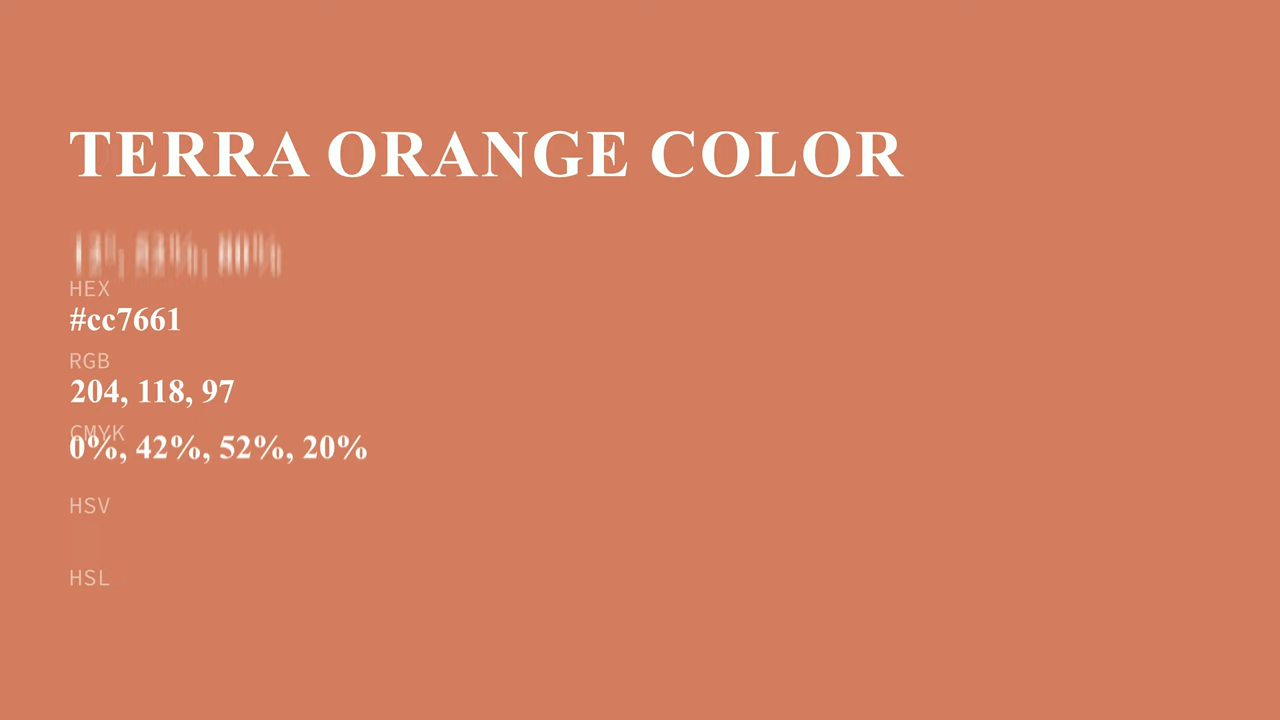 TERRA ORANGE COLOR
HEX
#cc7661
RGB
204, 118, 97
CMYK
0%, 42%, 52%, 20%
HSV
HSL